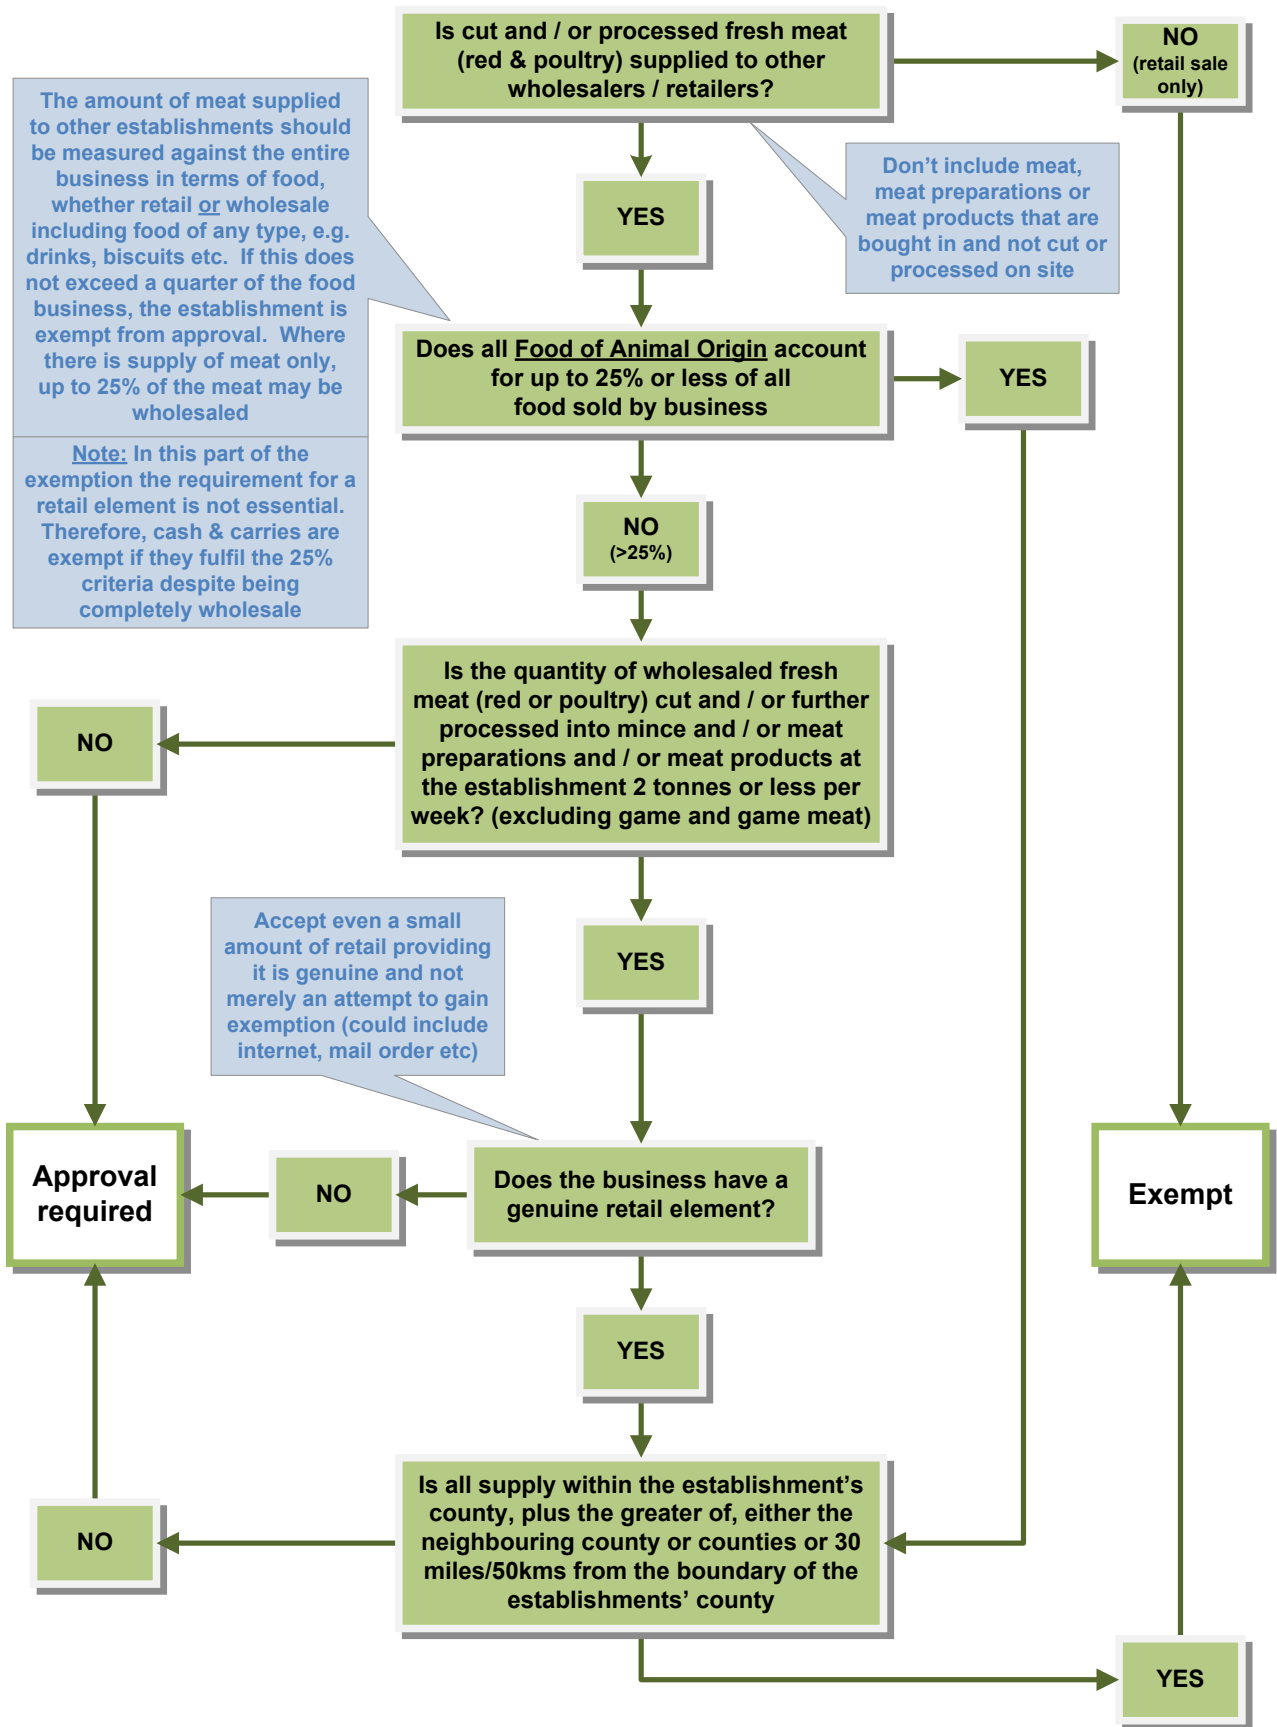 Is cut and / or processed fresh meat
(red & poultry) supplied to other
wholesalers / retailers?
NO
(retail sale
only)
The amount of meat supplied
to other establishments should
be measured against the entire
business in terms of food,
whether retail or wholesale
including food of any type, e.g.
drinks, biscuits etc.  If this does
not exceed a quarter of the food
business, the establishment is
exempt from approval.  Where
there is supply of meat only,
up to 25% of the meat may be
wholesaled
Note: In this part of the
exemption the requirement for a
retail element is not essential.
Therefore, cash & carries are
exempt if they fulfil the 25%
criteria despite being
completely wholesale
Don't include meat,
meat preparations or
meat products that are
bought in and not cut or
processed on site
YES
Does all Food of Animal Origin account
for up to 25% or less of all
food sold by business
YES
NO
(>25%)
Is the quantity of wholesaled fresh
meat (red or poultry) cut and / or further
processed into mince and / or meat
preparations and / or meat products at
the establishment 2 tonnes or less per
week? (excluding game and game meat)
NO
YES
Accept even a small
amount of retail providing
it is genuine and not
merely an attempt to gain
exemption (could include
internet, mail order etc)
Approval
required
NO
Does the business have a
genuine retail element?
Exempt
YES
Is all supply within the establishment's
county, plus the greater of, either the
neighbouring county or counties or 30
miles/50kms from the boundary of the
establishments' county
NO
YES